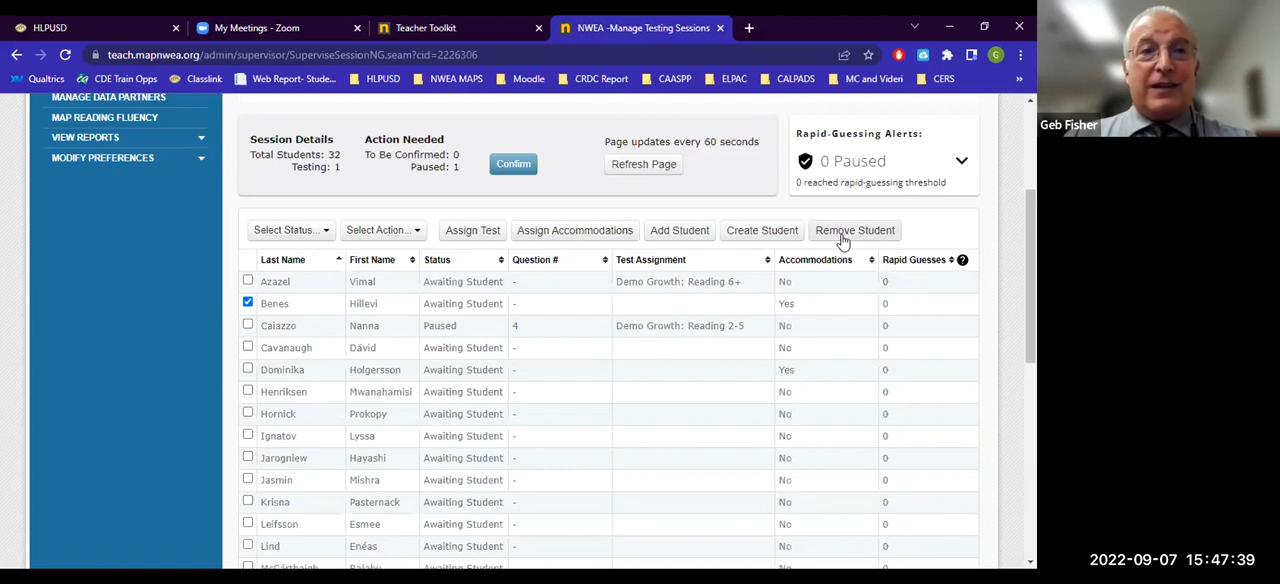 HLPUSD
My Meetings - Zoom
Teacher Toolkit
NWEA -Manage Testing Sessions
teach.mapnwea.org/admin/supervisor/SuperviseSessionNG.seam?cid=2226306
G
Qualtrics CDE Train Opps Classlink Web Report- Stude... HLPUSD NWEA MAPS Moodle CRDC Report CAASPP ELPAC CALPADS MC and Videri CERS
Geb Fisher
MANAGE DATA PARTNERS
MAP READING FLUENCY
VIEW REPORTS
MODIFY PREFERENCES
Session Details
Total Students: 32
Testing: 1
Action Needed
To Be Confirmed: 0
Paused: 1
Confirm
Page updates every 60 seconds
Refresh Page
Rapid-Guessing Alerts:
0 Paused
0 reached rapid-guessing threshold
Select Status... Select Action... Assign Test Assign Accommodations Add Student Create Student Remove Student
Last Name First Name Status Question # Test Assignment Accommodations Rapid Guesses ?
Azazel Vimal Awaiting Student - Demo Growth: Reading 6+ No 0
Benes Hillevi Awaiting Student - Yes 0
Caiazzo Nanna Paused 4 Demo Growth: Reading 2-5 No 0
Cavanaugh Dávid Awaiting Student - No 0
Dominika Holgersson Awaiting Student - Yes 0
Henriksen Mwanahamisi Awaiting Student - No 0
Hornick Prokopy Awaiting Student - No 0
Ignatov Lyssa Awaiting Student - No 0
Jarogniew Hayashi Awaiting Student - No 0
Jasmin Mishra Awaiting Student - No 0
Krisna Pasternack Awaiting Student - No 0
Leifsson Esmee Awaiting Student - No 0
Lind Enéas Awaiting Student - No 0
Awaiting Student - No 0
2022-09-07 15:47:39